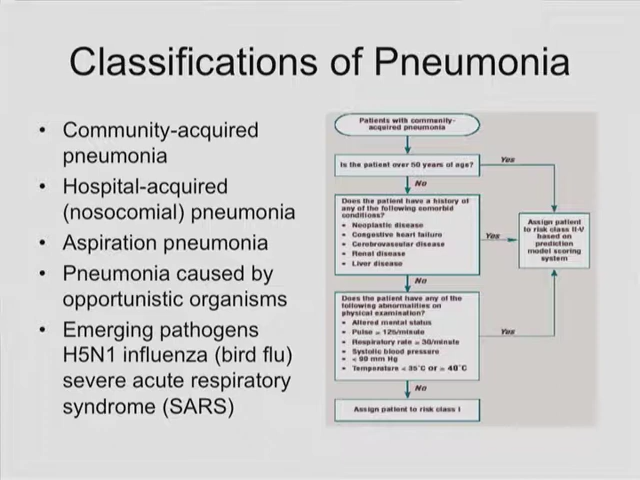 Classifications of Pneumonia
• Community-acquired
pneumonia
• Hospital-acquired
(nosocomial) pneumonia
• Aspiration pneumonia
• Pneumonia caused by
opportunistic organisms
• Emerging pathogens
H5N1 influenza (bird flu)
severe acute respiratory
syndrome (SARS)
Patients with community-
acquired pneumonia
Is the patient over 50 years of age?
Yes
No
Does the patient have a history of
any of the following comorbid
conditions?
• Neoplastic disease
• Congestive heart failure
• Cerebrovascular disease
• Renal disease
• Liver disease
Yes
Assign patient
to risk class II-V
based on
prediction
model scoring
system
No
Does the patient have any of the
following abnormalities on
physical examination?
• Altered mental status
• Pulse = 125/minute
• Respiratory rate = 30/minute
• Systolic blood pressure
• < 90 mm Hg
• Temperature < 35°C or = 40°C
Yes
No
Assign patient to risk class I